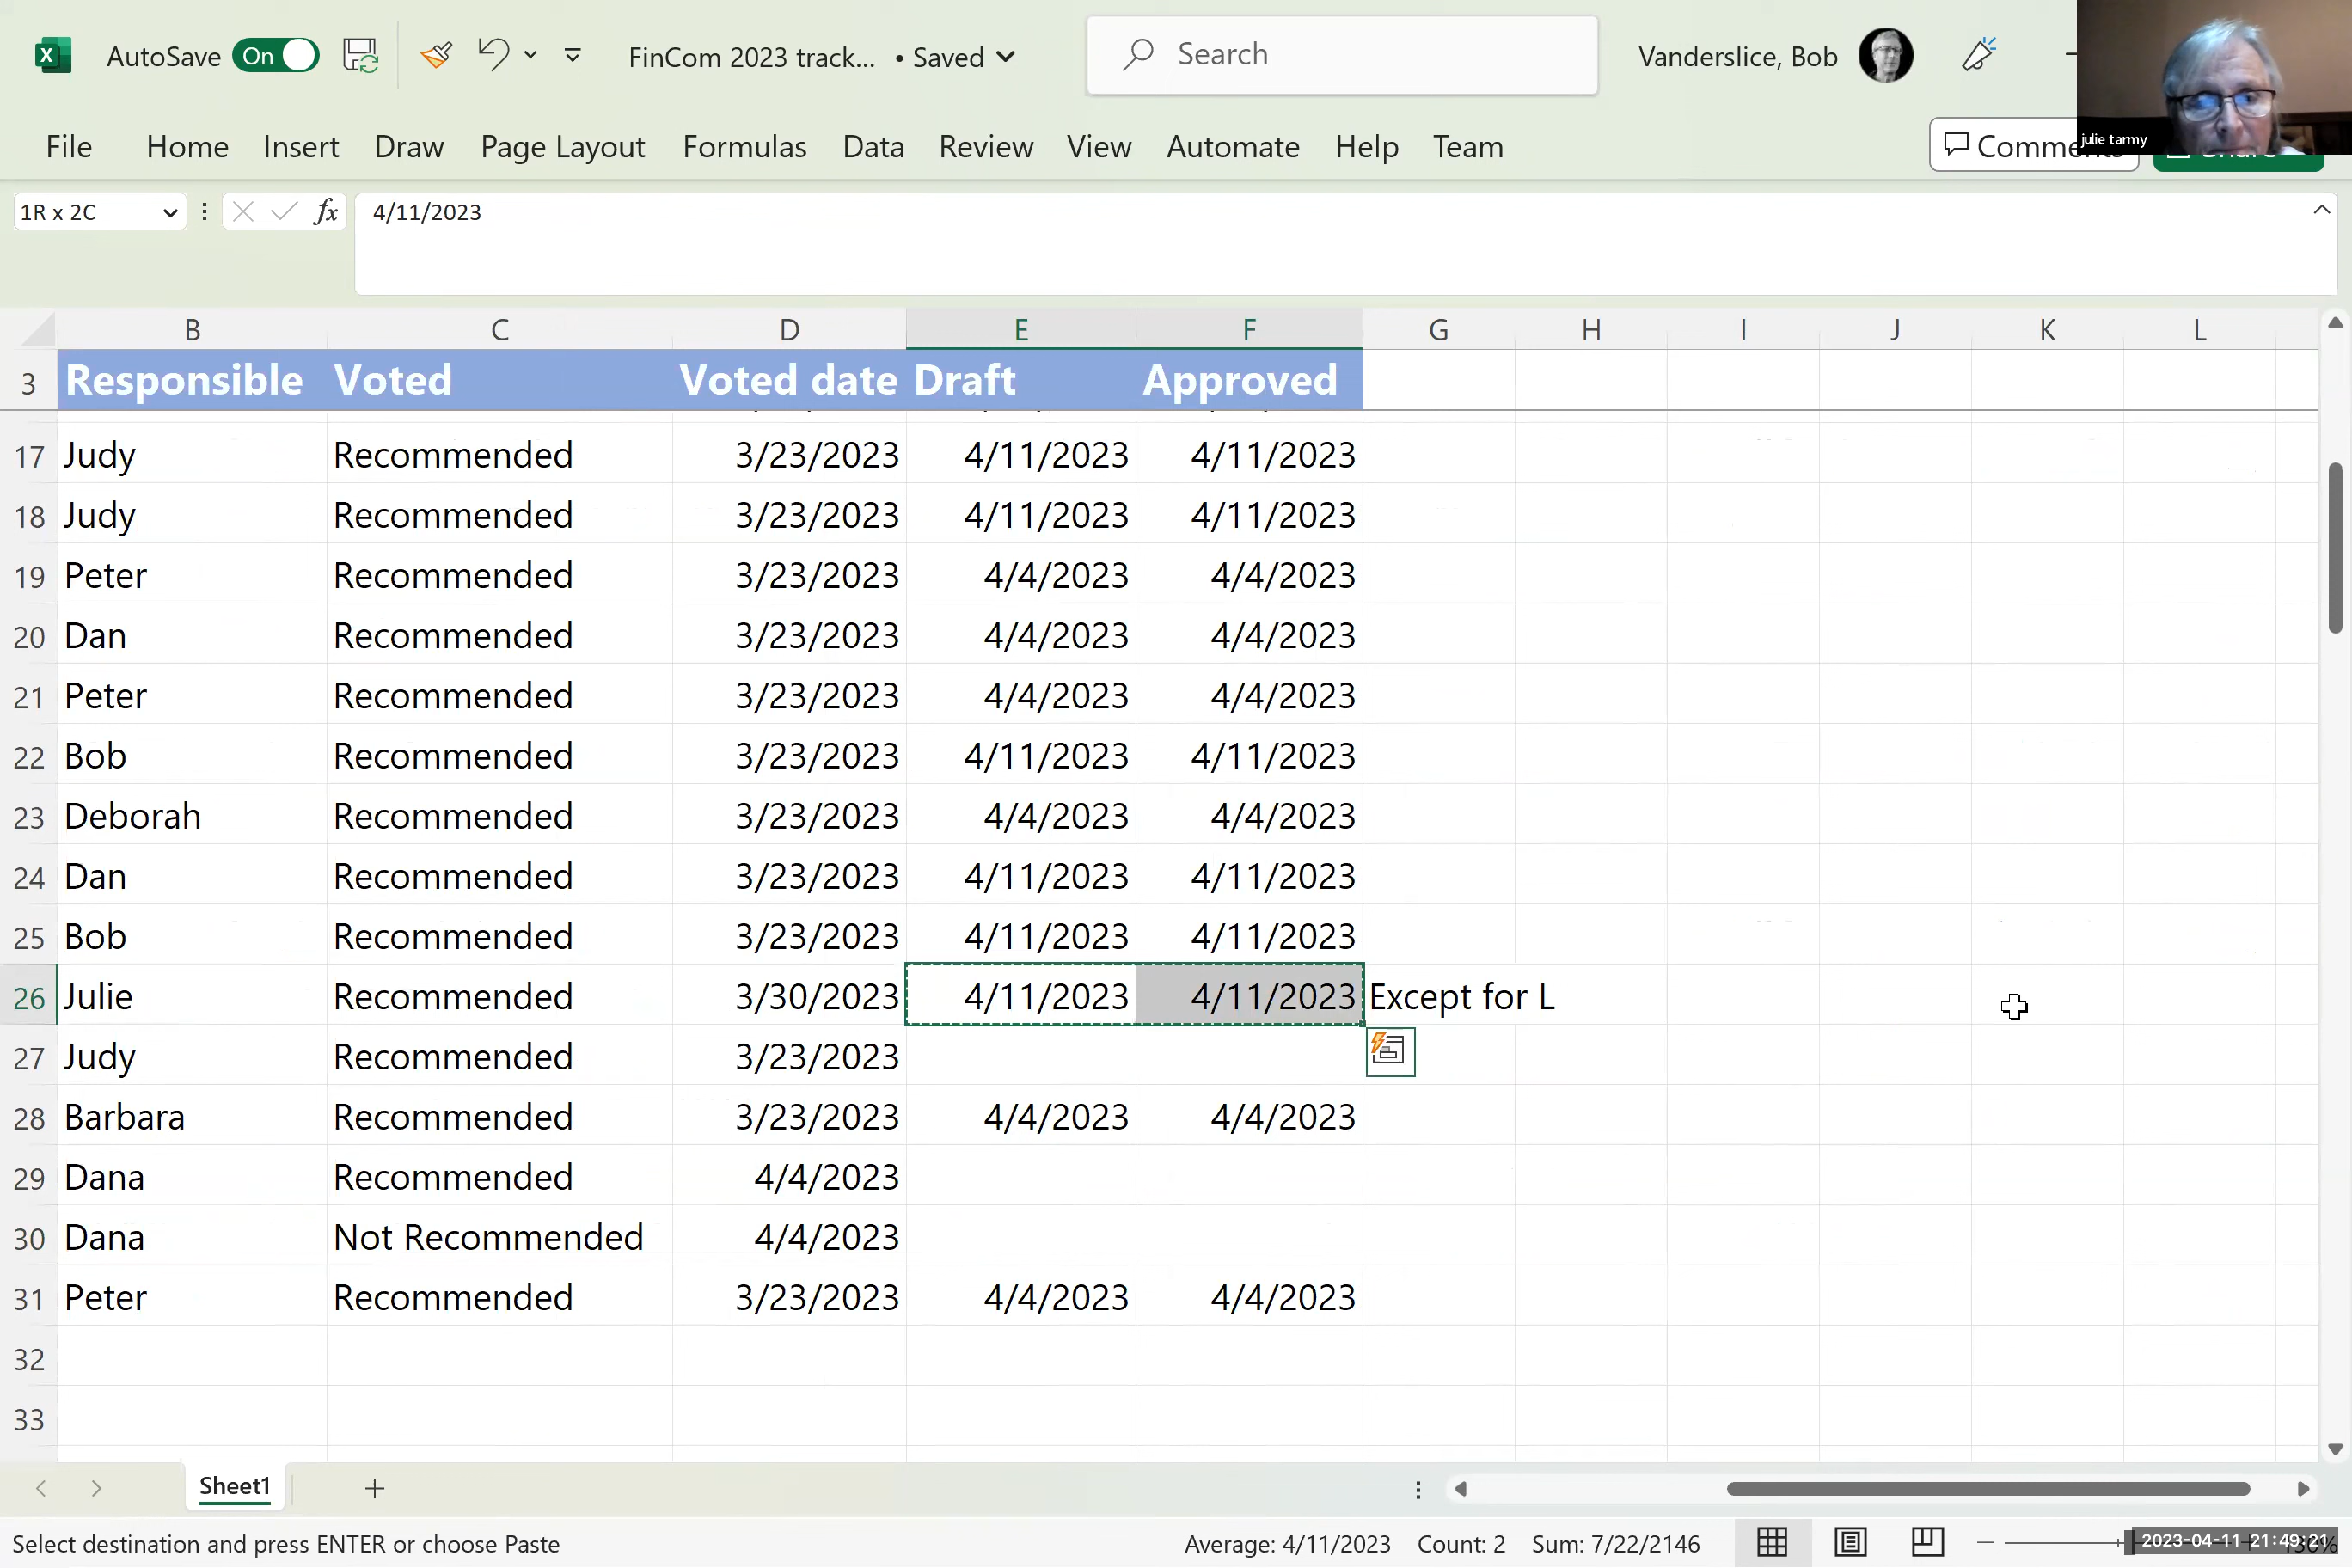 AutoSave On FinCom 2023 track... • Saved Search Vanderslice, Bob
File Home Insert Draw Page Layout Formulas Data Review View Automate Help Team
julie tarmy
1R x 2C fx 4/11/2023
B C D E F G H I J K L
3 Responsible Voted Voted date Draft Approved
17 Judy Recommended 3/23/2023 4/11/2023 4/11/2023
18 Judy Recommended 3/23/2023 4/11/2023 4/11/2023
19 Peter Recommended 3/23/2023 4/4/2023 4/4/2023
20 Dan Recommended 3/23/2023 4/4/2023 4/4/2023
21 Peter Recommended 3/23/2023 4/4/2023 4/4/2023
22 Bob Recommended 3/23/2023 4/11/2023 4/11/2023
23 Deborah Recommended 3/23/2023 4/4/2023 4/4/2023
24 Dan Recommended 3/23/2023 4/11/2023 4/11/2023
25 Bob Recommended 3/23/2023 4/11/2023 4/11/2023
26 Julie Recommended 3/30/2023 4/11/2023 4/11/2023 Except for L
27 Judy Recommended 3/23/2023
28 Barbara Recommended 3/23/2023 4/4/2023 4/4/2023
29 Dana Recommended 4/4/2023
30 Dana Not Recommended 4/4/2023
31 Peter Recommended 3/23/2023 4/4/2023 4/4/2023
32
33
Sheet1
Select destination and press ENTER or choose Paste Average: 4/11/2023 Count: 2 Sum: 7/22/2146 2023-04-11 21:49:21